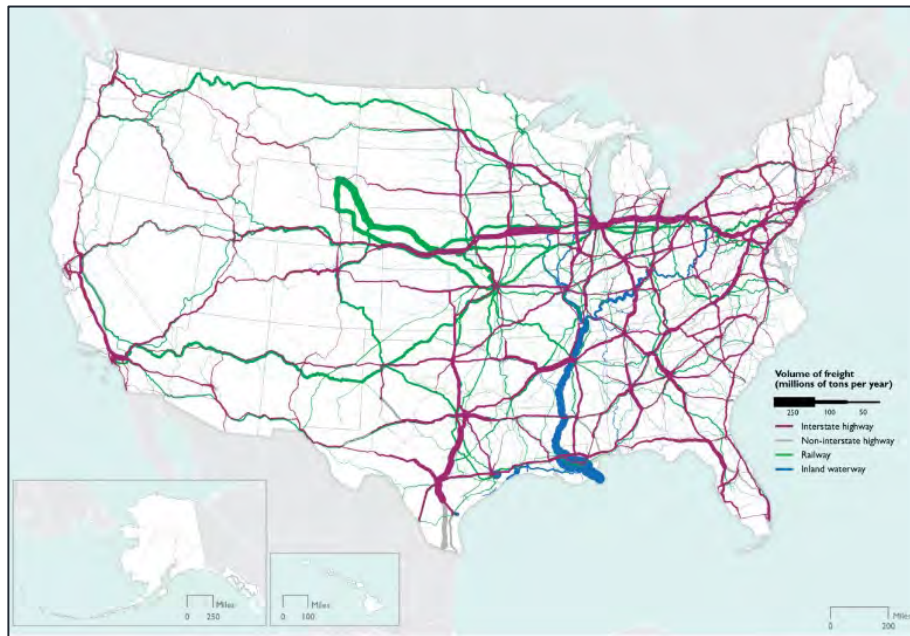 Volume of freight
(millions of tons per year)
250 100 50
Interstate highway
Non-interstate highway
Railway
Inland waterway
Miles
0 250
Miles
0 100
Miles
0 200